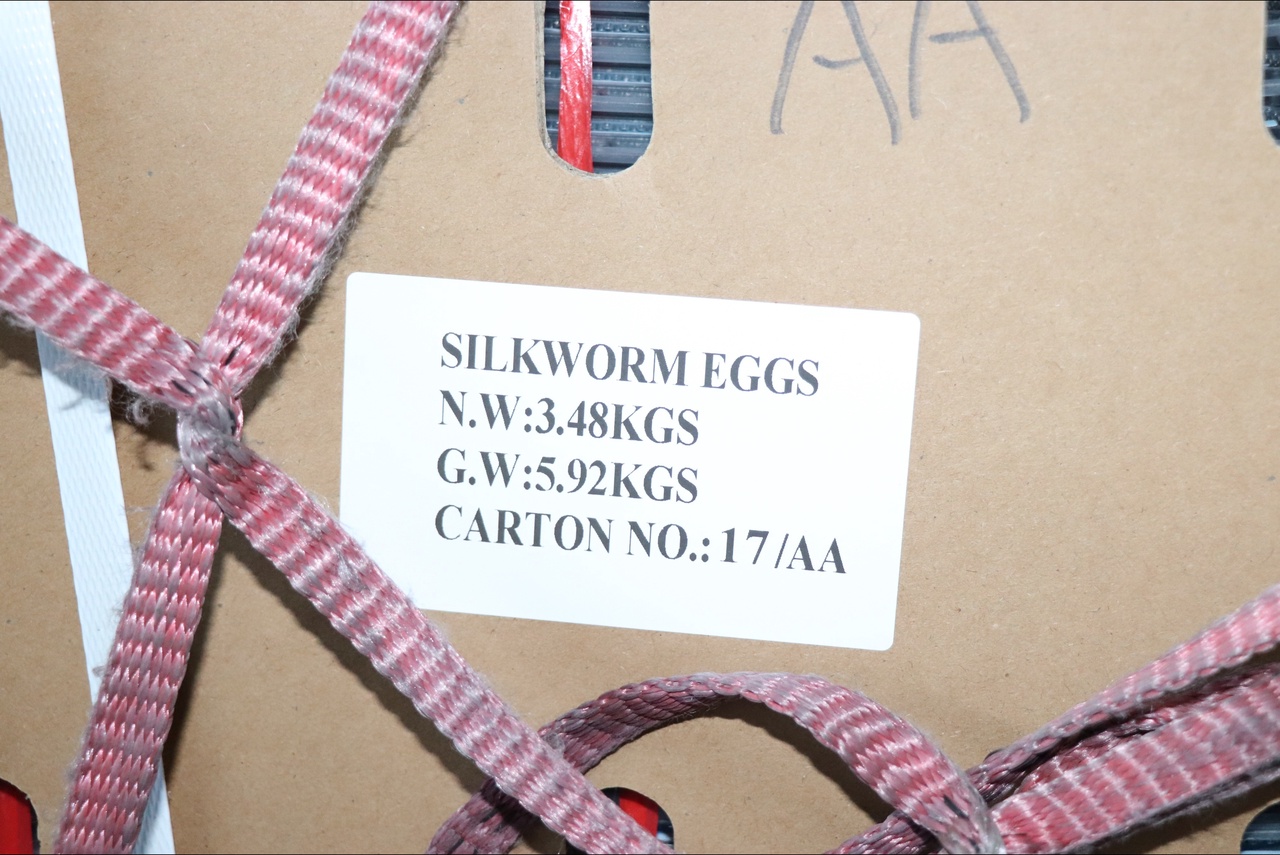 AA
SILKWORM EGGS
N.W:3.48KGS
G.W:5.92KGS
CARTON NO.:17/AA